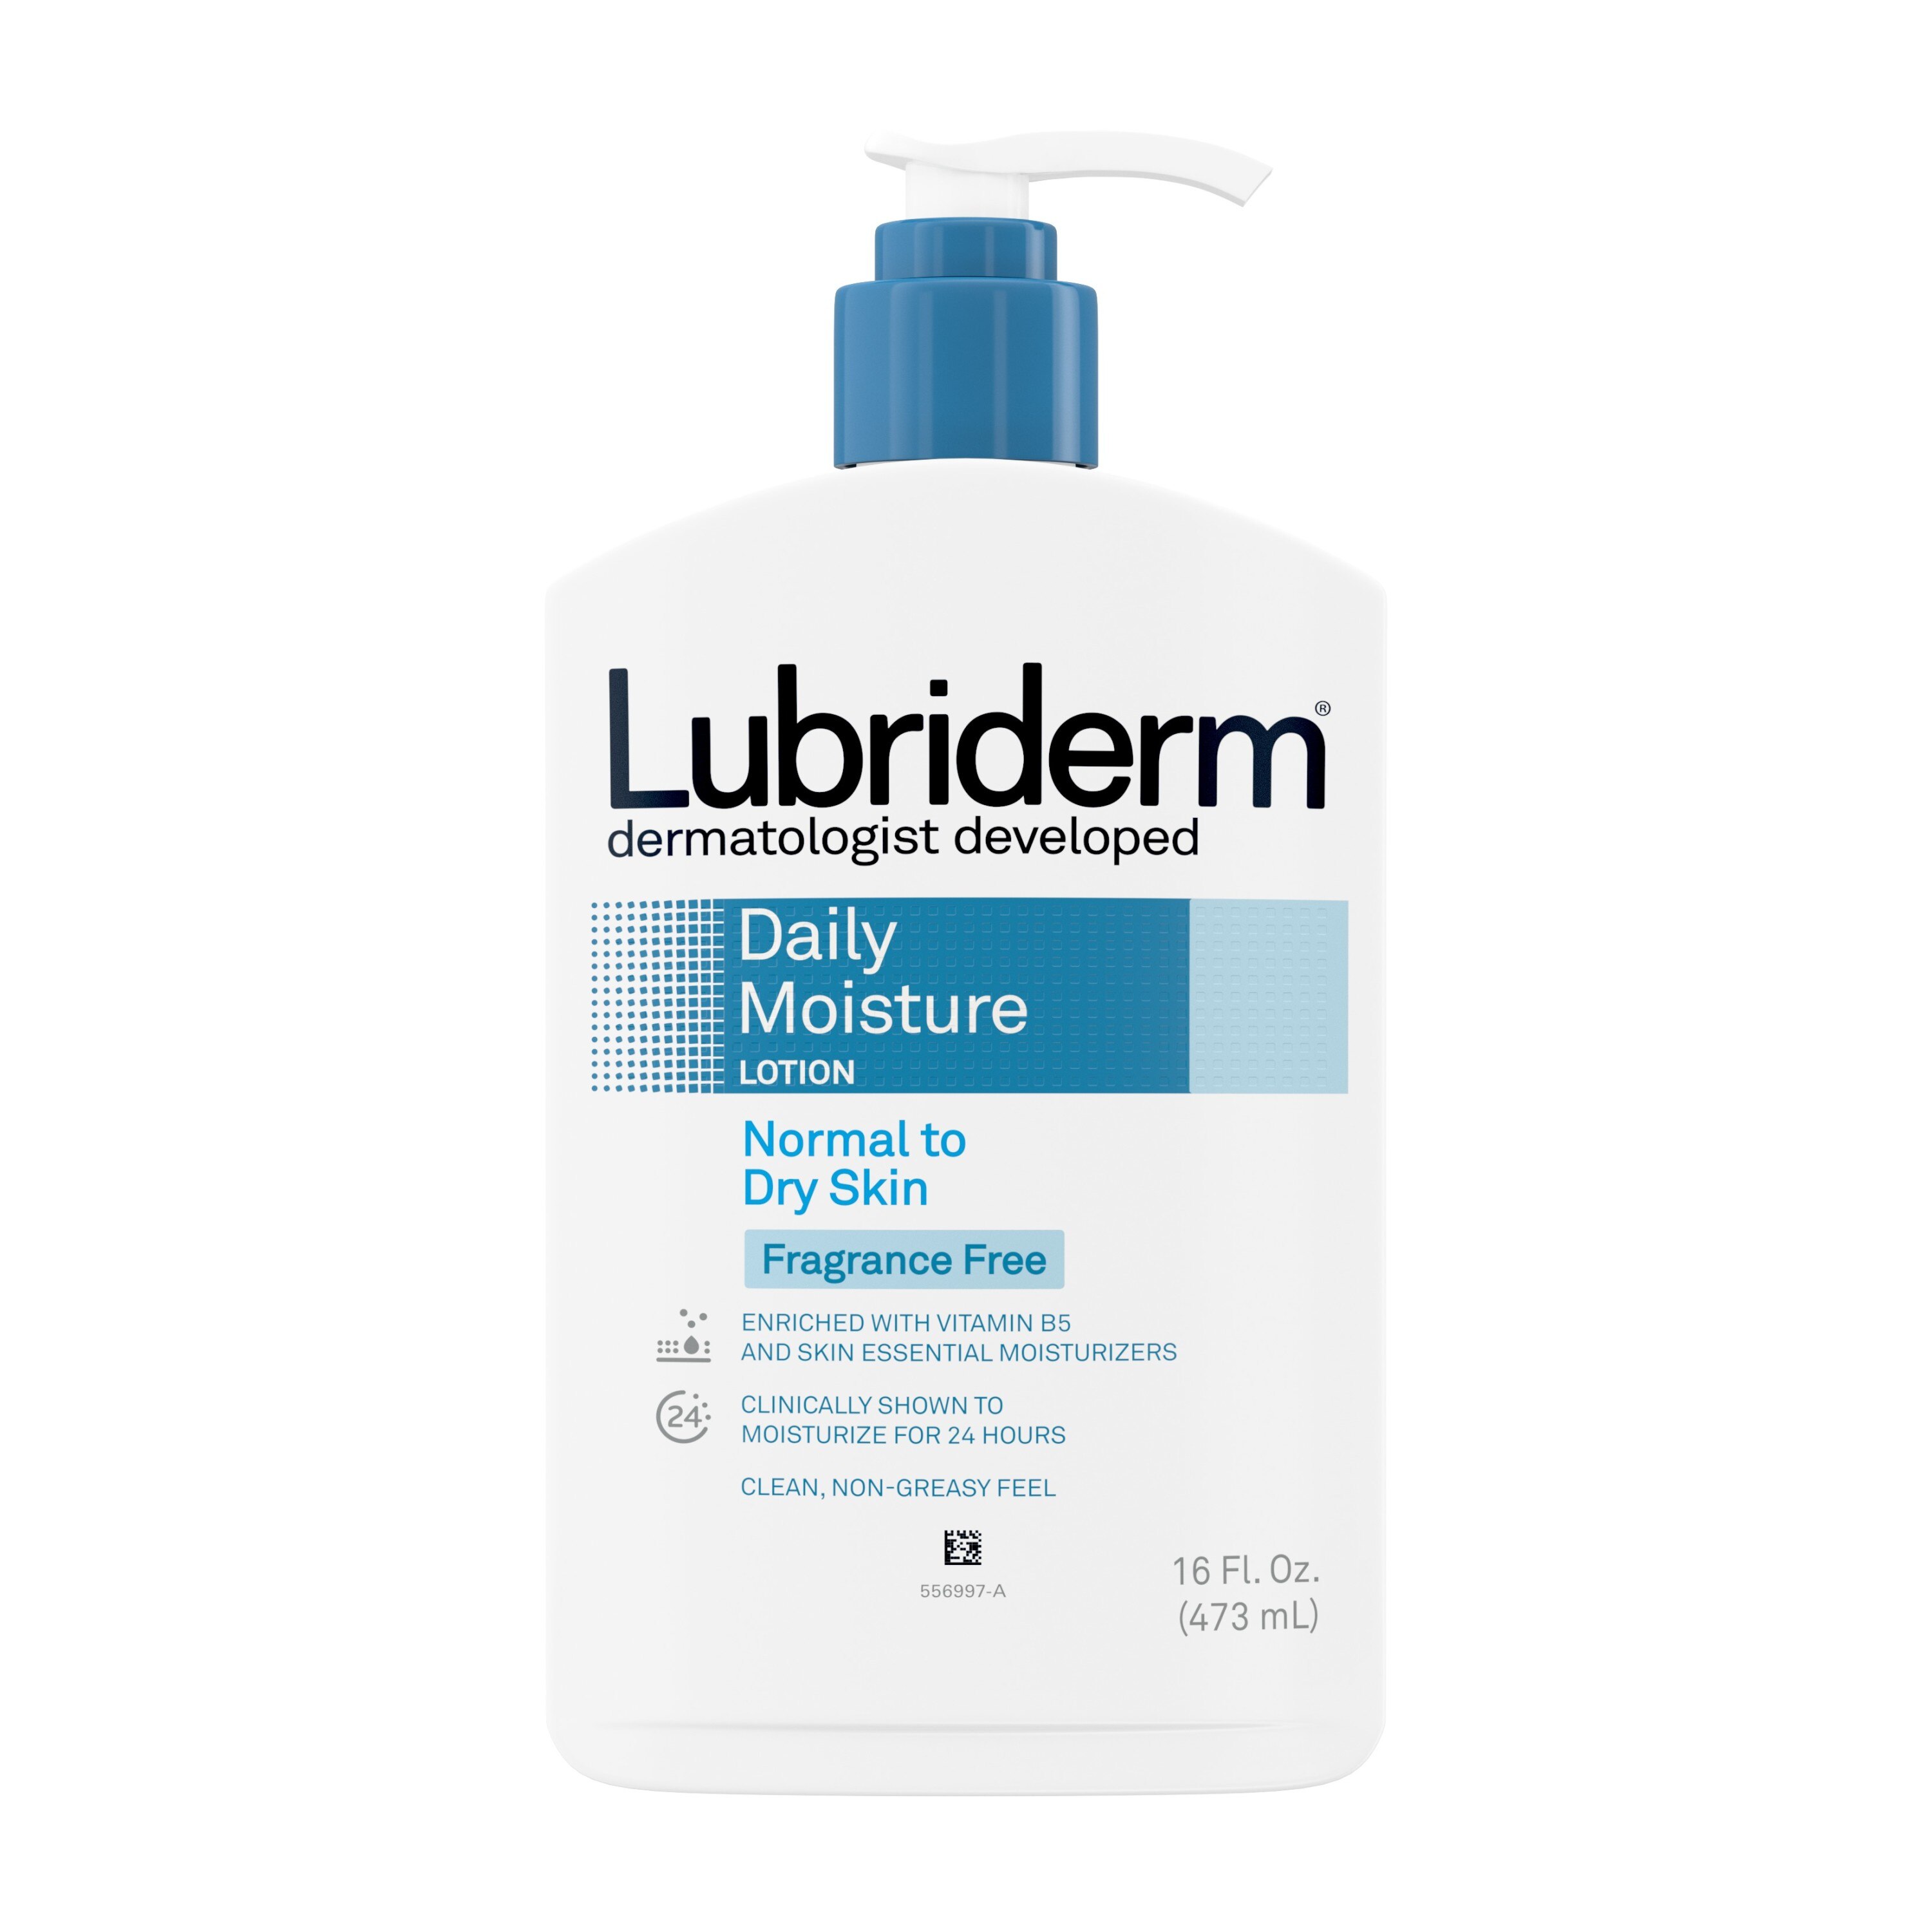 Lubriderm®
dermatologist developed
Daily
Moisture
LOTION
Normal to
Dry Skin
Fragrance Free
ENRICHED WITH VITAMIN B5
AND SKIN ESSENTIAL MOISTURIZERS
24
CLINICALLY SHOWN TO
MOISTURIZE FOR 24 HOURS
CLEAN, NON-GREASY FEEL
556997-A
16 Fl. Oz.
(473 mL)